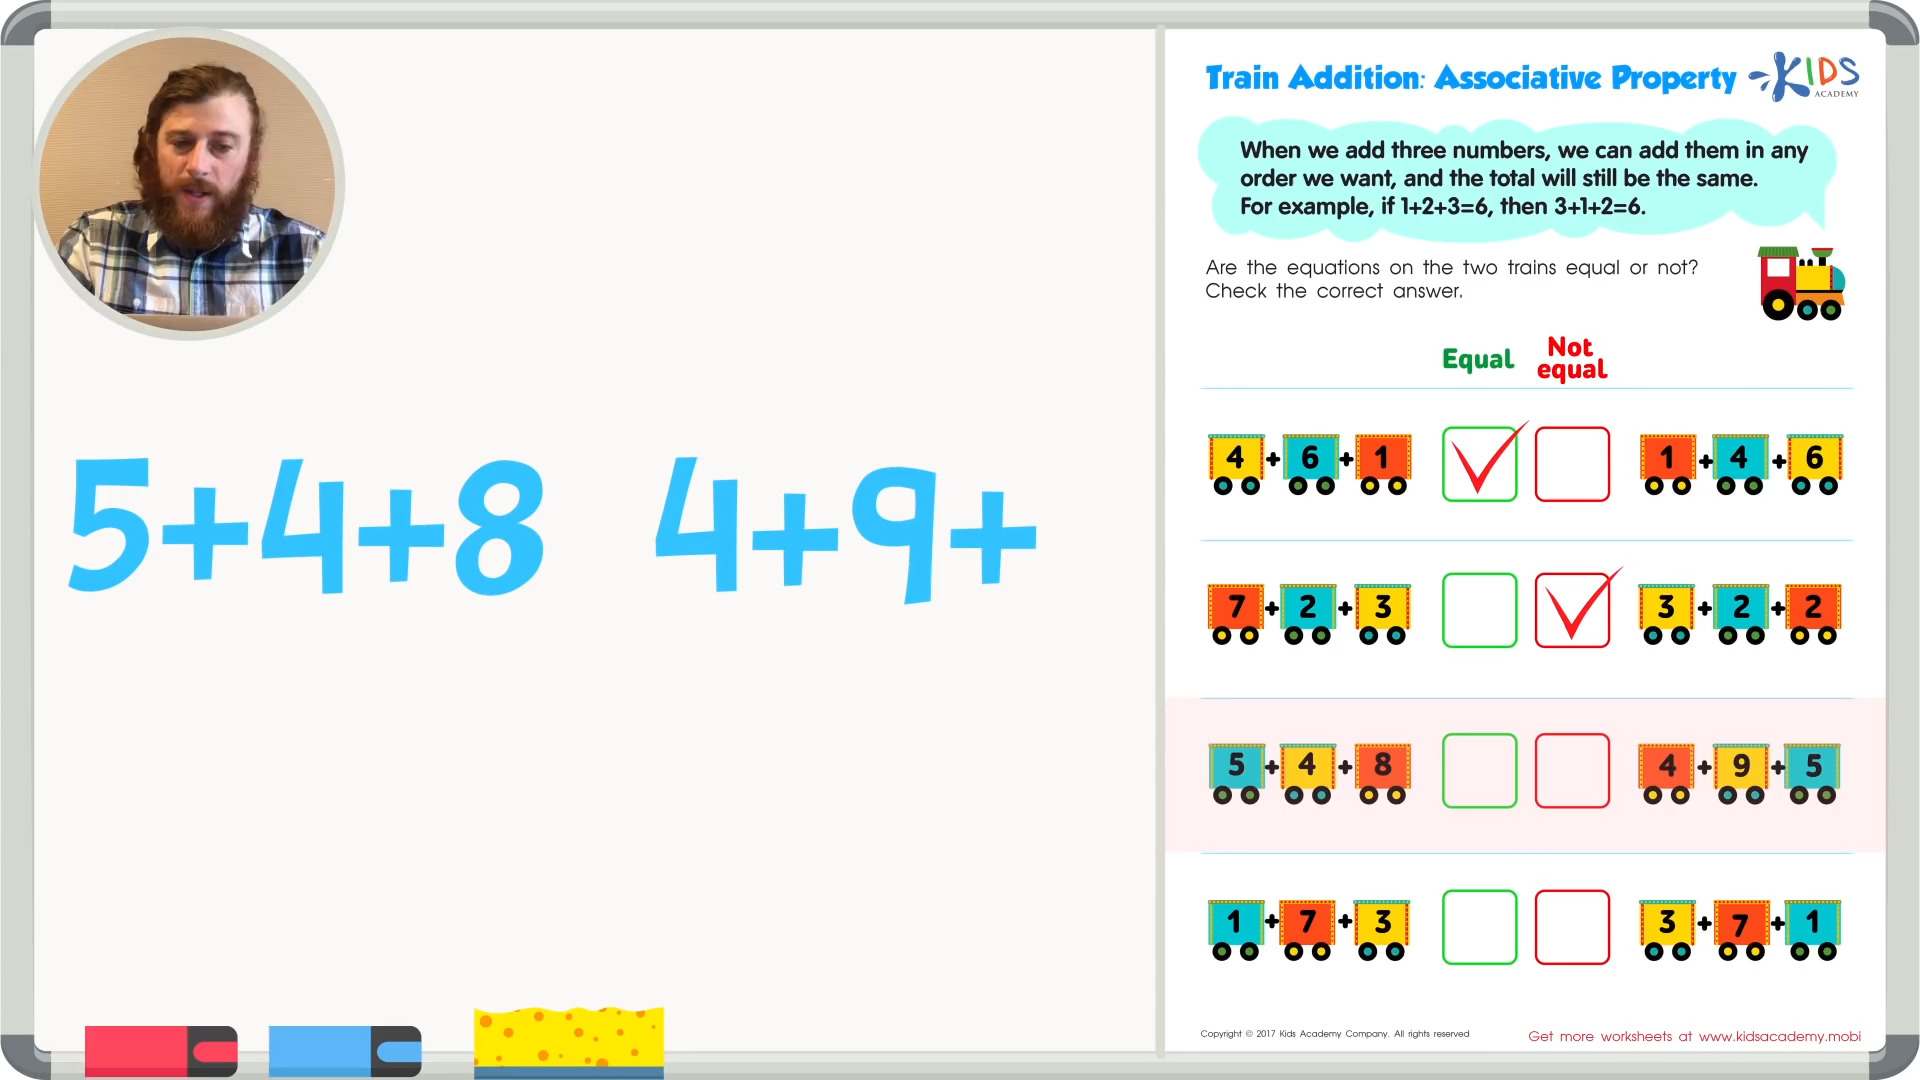 5+4+8 4+9+
Train Addition: Associative Property
KIDS
ACADEMY
When we add three numbers, we can add them in any
order we want, and the total will still be the same.
For example, if 1+2+3=6, then 3+1+2=6.
Are the equations on the two trains equal or not?
Check the correct answer.
Equal
Not
equal
4+6+1 1+4+6
7+2+3 3+2+2
5+4+8 4+9+5
1+7+3 3+7+1
Copyright © 2017 Kids Academy Company. All rights reserved
Get more worksheets at www.kidsacademy.mobi